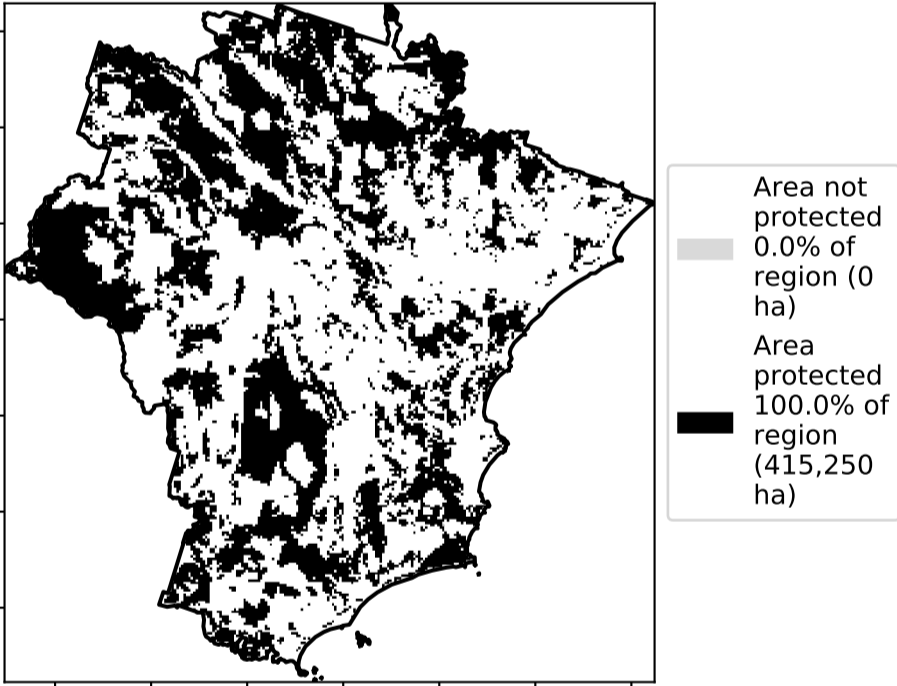 Area not
protected
0.0% of
region (0
ha)
Area
protected
100.0% of
region
(415,250
ha)